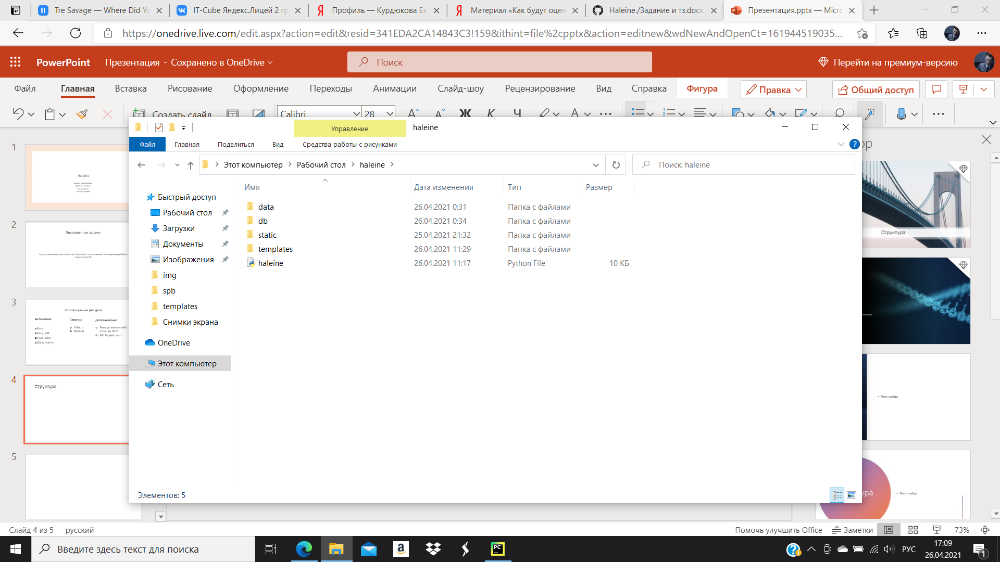 Tre Savage — Where Did Yo
IT-Cube Яндекс.Лицей 2 гр
Профиль — Курдюкова Ек
Материал «Как будут оцен
Haleine./Задание и тз.docx
Презентация.pptx — Micro
https://onedrive.live.com/edit.aspx?action=edit&resid=341EDA2CA14843C3!159&ithint=file%2cpptx&action=editnew&wdNewAndOpenCt=161944519035...
PowerPoint
Презентация - Сохранено в OneDrive
Поиск
Перейти на премиум-версию
Файл
Главная
Вставка
Рисование
Оформление
Переходы
Анимации
Слайд-шоу
Рецензирование
Вид
Справка
Фигура
Правка
Общий доступ
Создать слайд
Calibri
28
Ж К Ч
Управление
haleine
Файл
Главная
Поделиться
Вид
Средства работы с рисунками
Этот компьютер
Рабочий стол
haleine
Поиск: haleine
Имя
Дата изменения
Тип
Размер
data 26.04.2021 0:31 Папка с файлами
db 26.04.2021 0:34 Папка с файлами
static 25.04.2021 21:32 Папка с файлами
templates 26.04.2021 11:29 Папка с файлами
haleine 26.04.2021 11:17 Python File 10 КБ
Быстрый доступ
Рабочий стол
Загрузки
Документы
Изображения
img
spb
templates
Снимки экрана
OneDrive
Этот компьютер
Сеть
Элементов: 5
1
Haleine
2
Поставленная задача:
3
Используемые ресурсы
Библиотеки:
Сервисы:
Дополнительно:
Flask
flask_wtf
Flask-login
SQLAlchemy
Github
Heroku
Язык разметки веб-
страниц html
API Яндекс.карт
4
Структура
5
ор
Структура
Текст слайда
ура
Текст слайда
Слайд 4 из 5
русский
Помочь улучшить Office
Заметки
73%
Введите здесь текст для поиска
РУС
17:09
26.04.2021
1